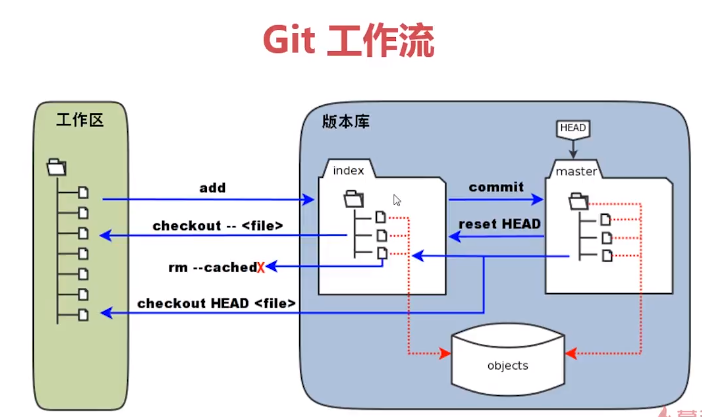 Git 工作流
工作区
版本库
HEAD
index
master
add
commit
checkout -- <file>
reset HEAD
rm --cachedX
checkout HEAD <file>
objects